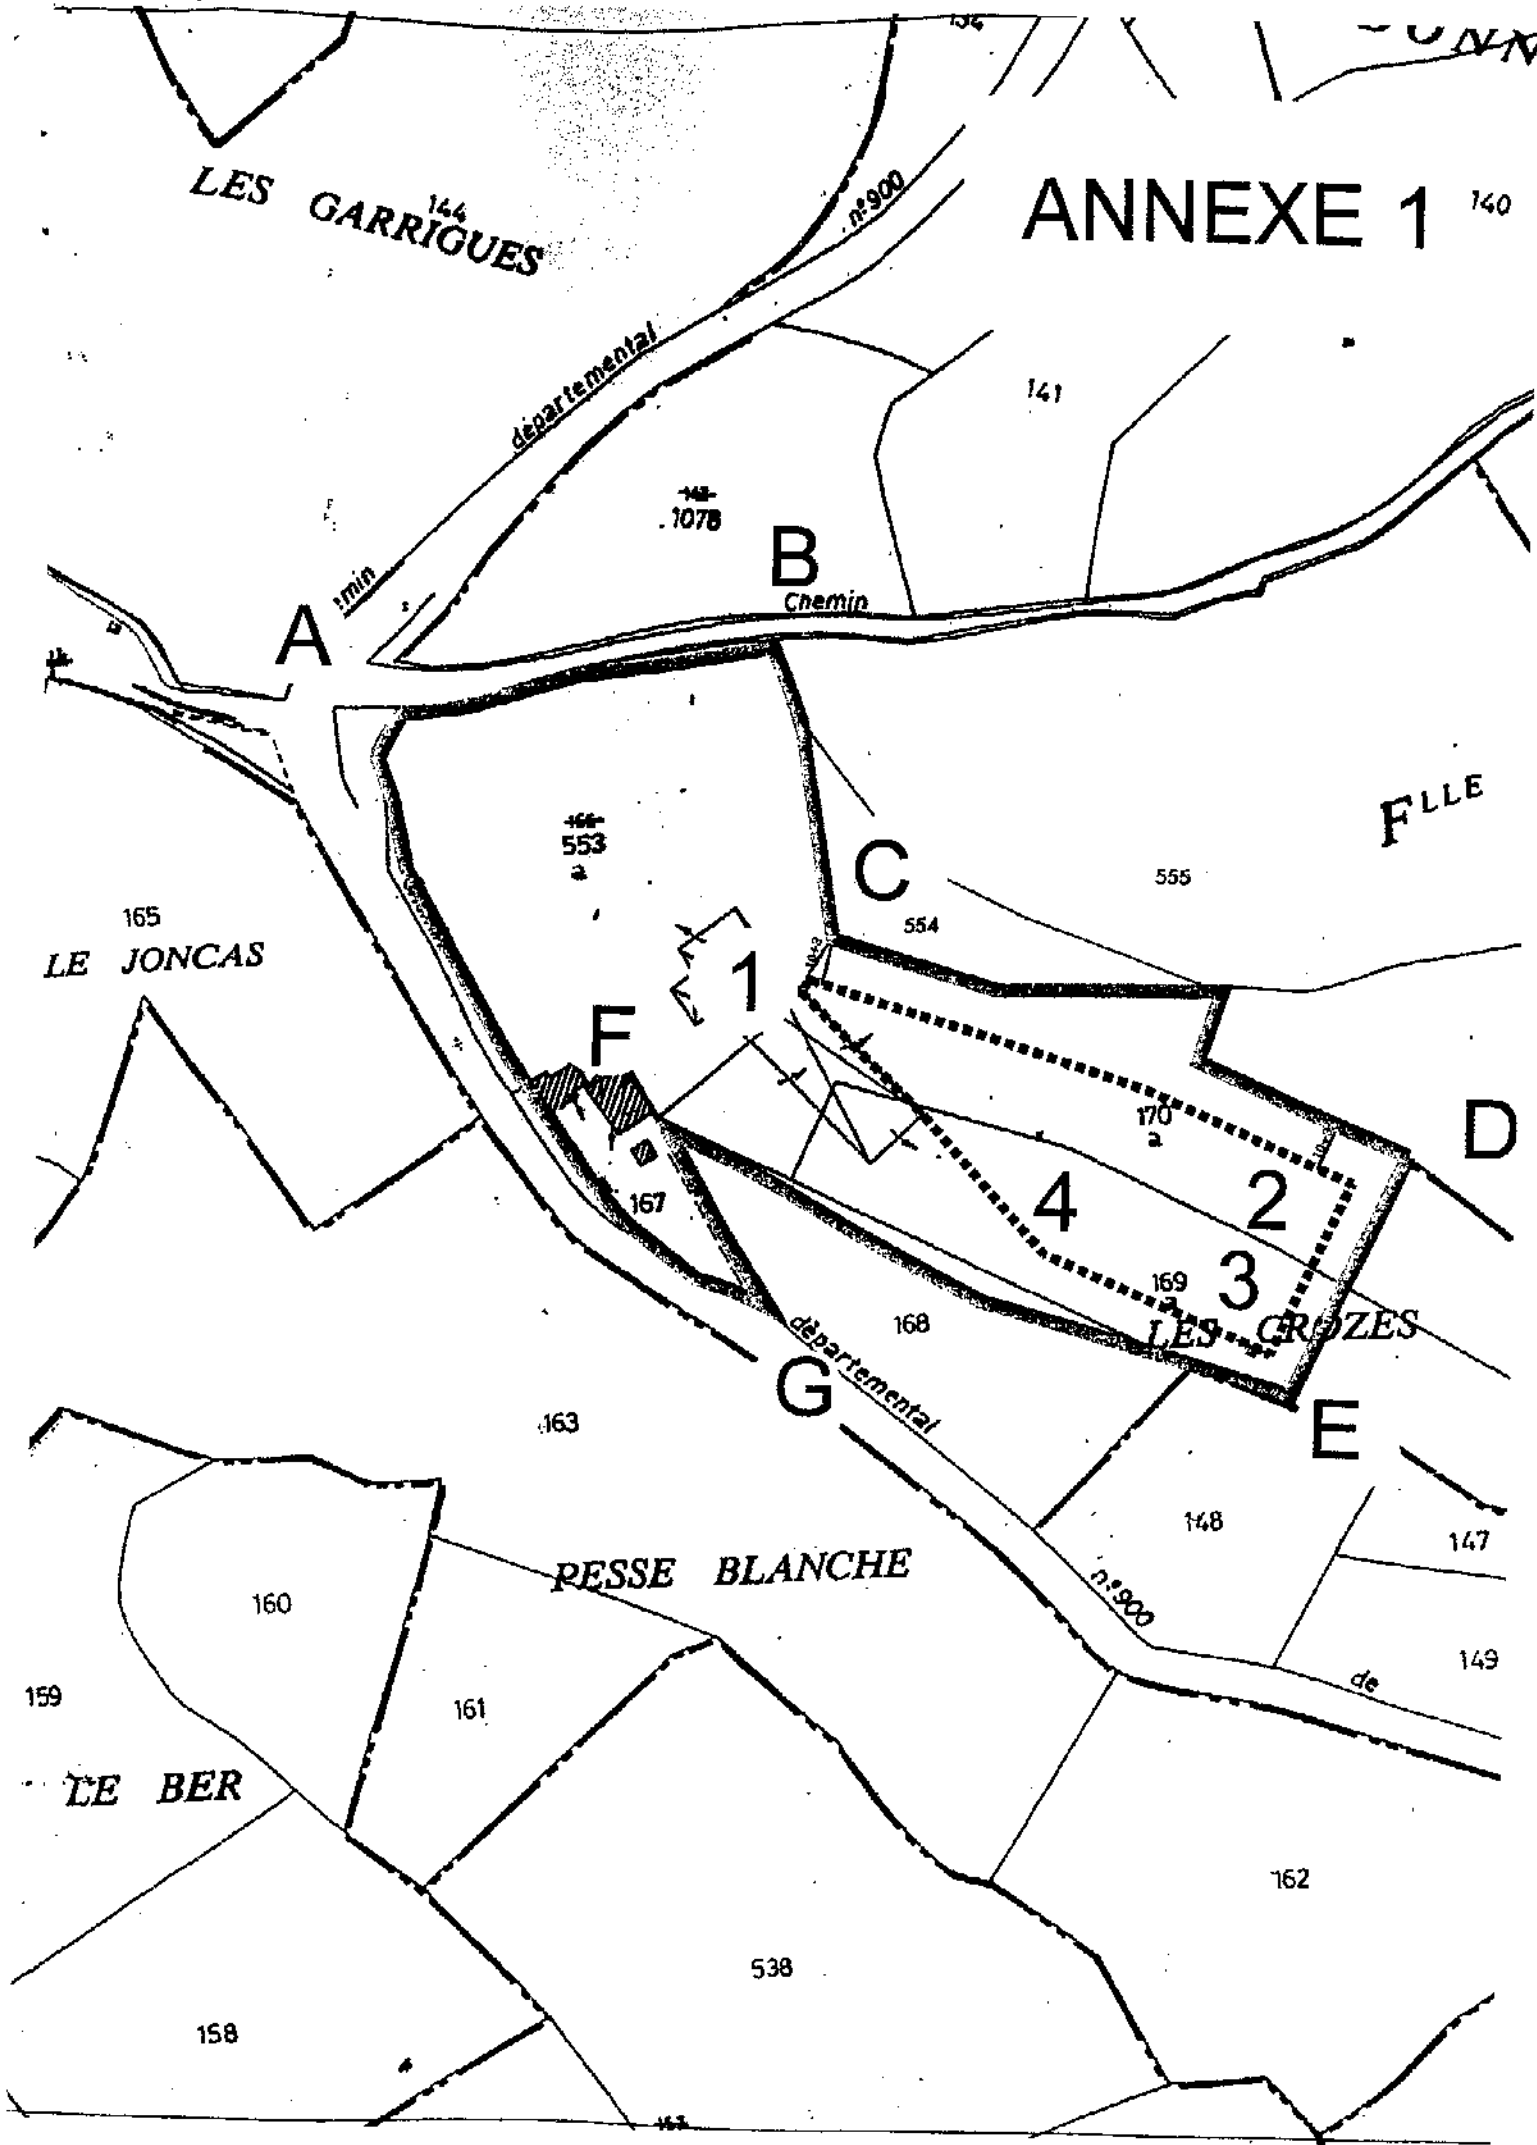 134
ANNEXE 1
140
LES GARRIGUES
144
n° 900
départemental
141
1078
B
Chemin
min
A
FLLE
553
a
C
555
554
165
LE JONCAS
1
F
170
a
D
2
4
167
3
169
a
LES CROZES
168
départemental
G
163
E
148
147
PESSE BLANCHE
n° 900
160
149
de
159
161
LE BER
162
538
158